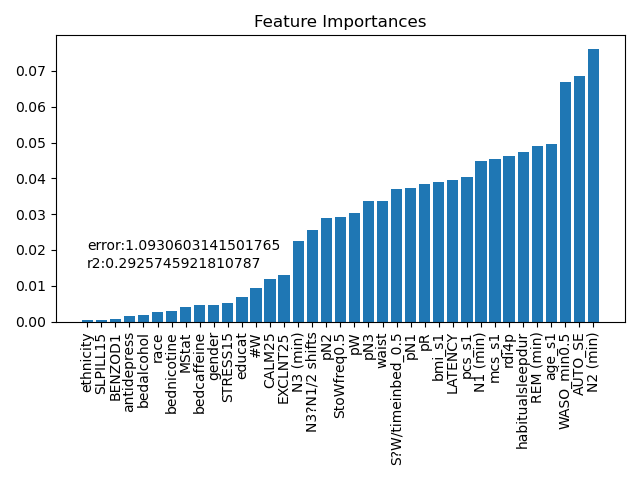 Feature Importances
0.07
0.06
0.05
0.04
0.03
0.02
0.01
0.00
error:1.0930603141501765
r2:0.2925745921810787
ethnicity
SLPILL15
BENZOD1
antidepress
bedalcohol
race
bednicotine
MStat
bedcaffeine
gender
STRESS15
educat
#W
CALM25
EXCLNT25
N3 (min)
N3?N1/2 shifts
pN2
StoWfreq0.5
pW
pN3
waist
S?W/timeinbed_0.5
pN1
pR
bmi_s1
LATENCY
pcs_s1
N1 (min)
mcs_s1
rdi4p
habitualsleepdur
REM (min)
age_s1
WASO_min0.5
AUTO_SE
N2 (min)